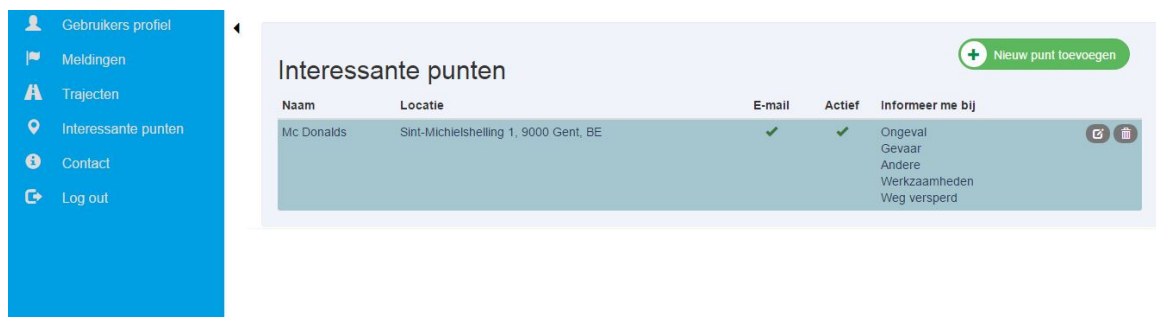 Gebruikers profiel
Meldingen
Trajecten
Interessante punten
Contact
Log out
Nieuw punt toevoegen
Interessante punten
Naam Locatie E-mail Actief Informeer me bij
Mc Donalds Sint-Michielshelling 1, 9000 Gent, BE Ongeval
Gevaar
Andere
Werkzaamheden
Weg versperd